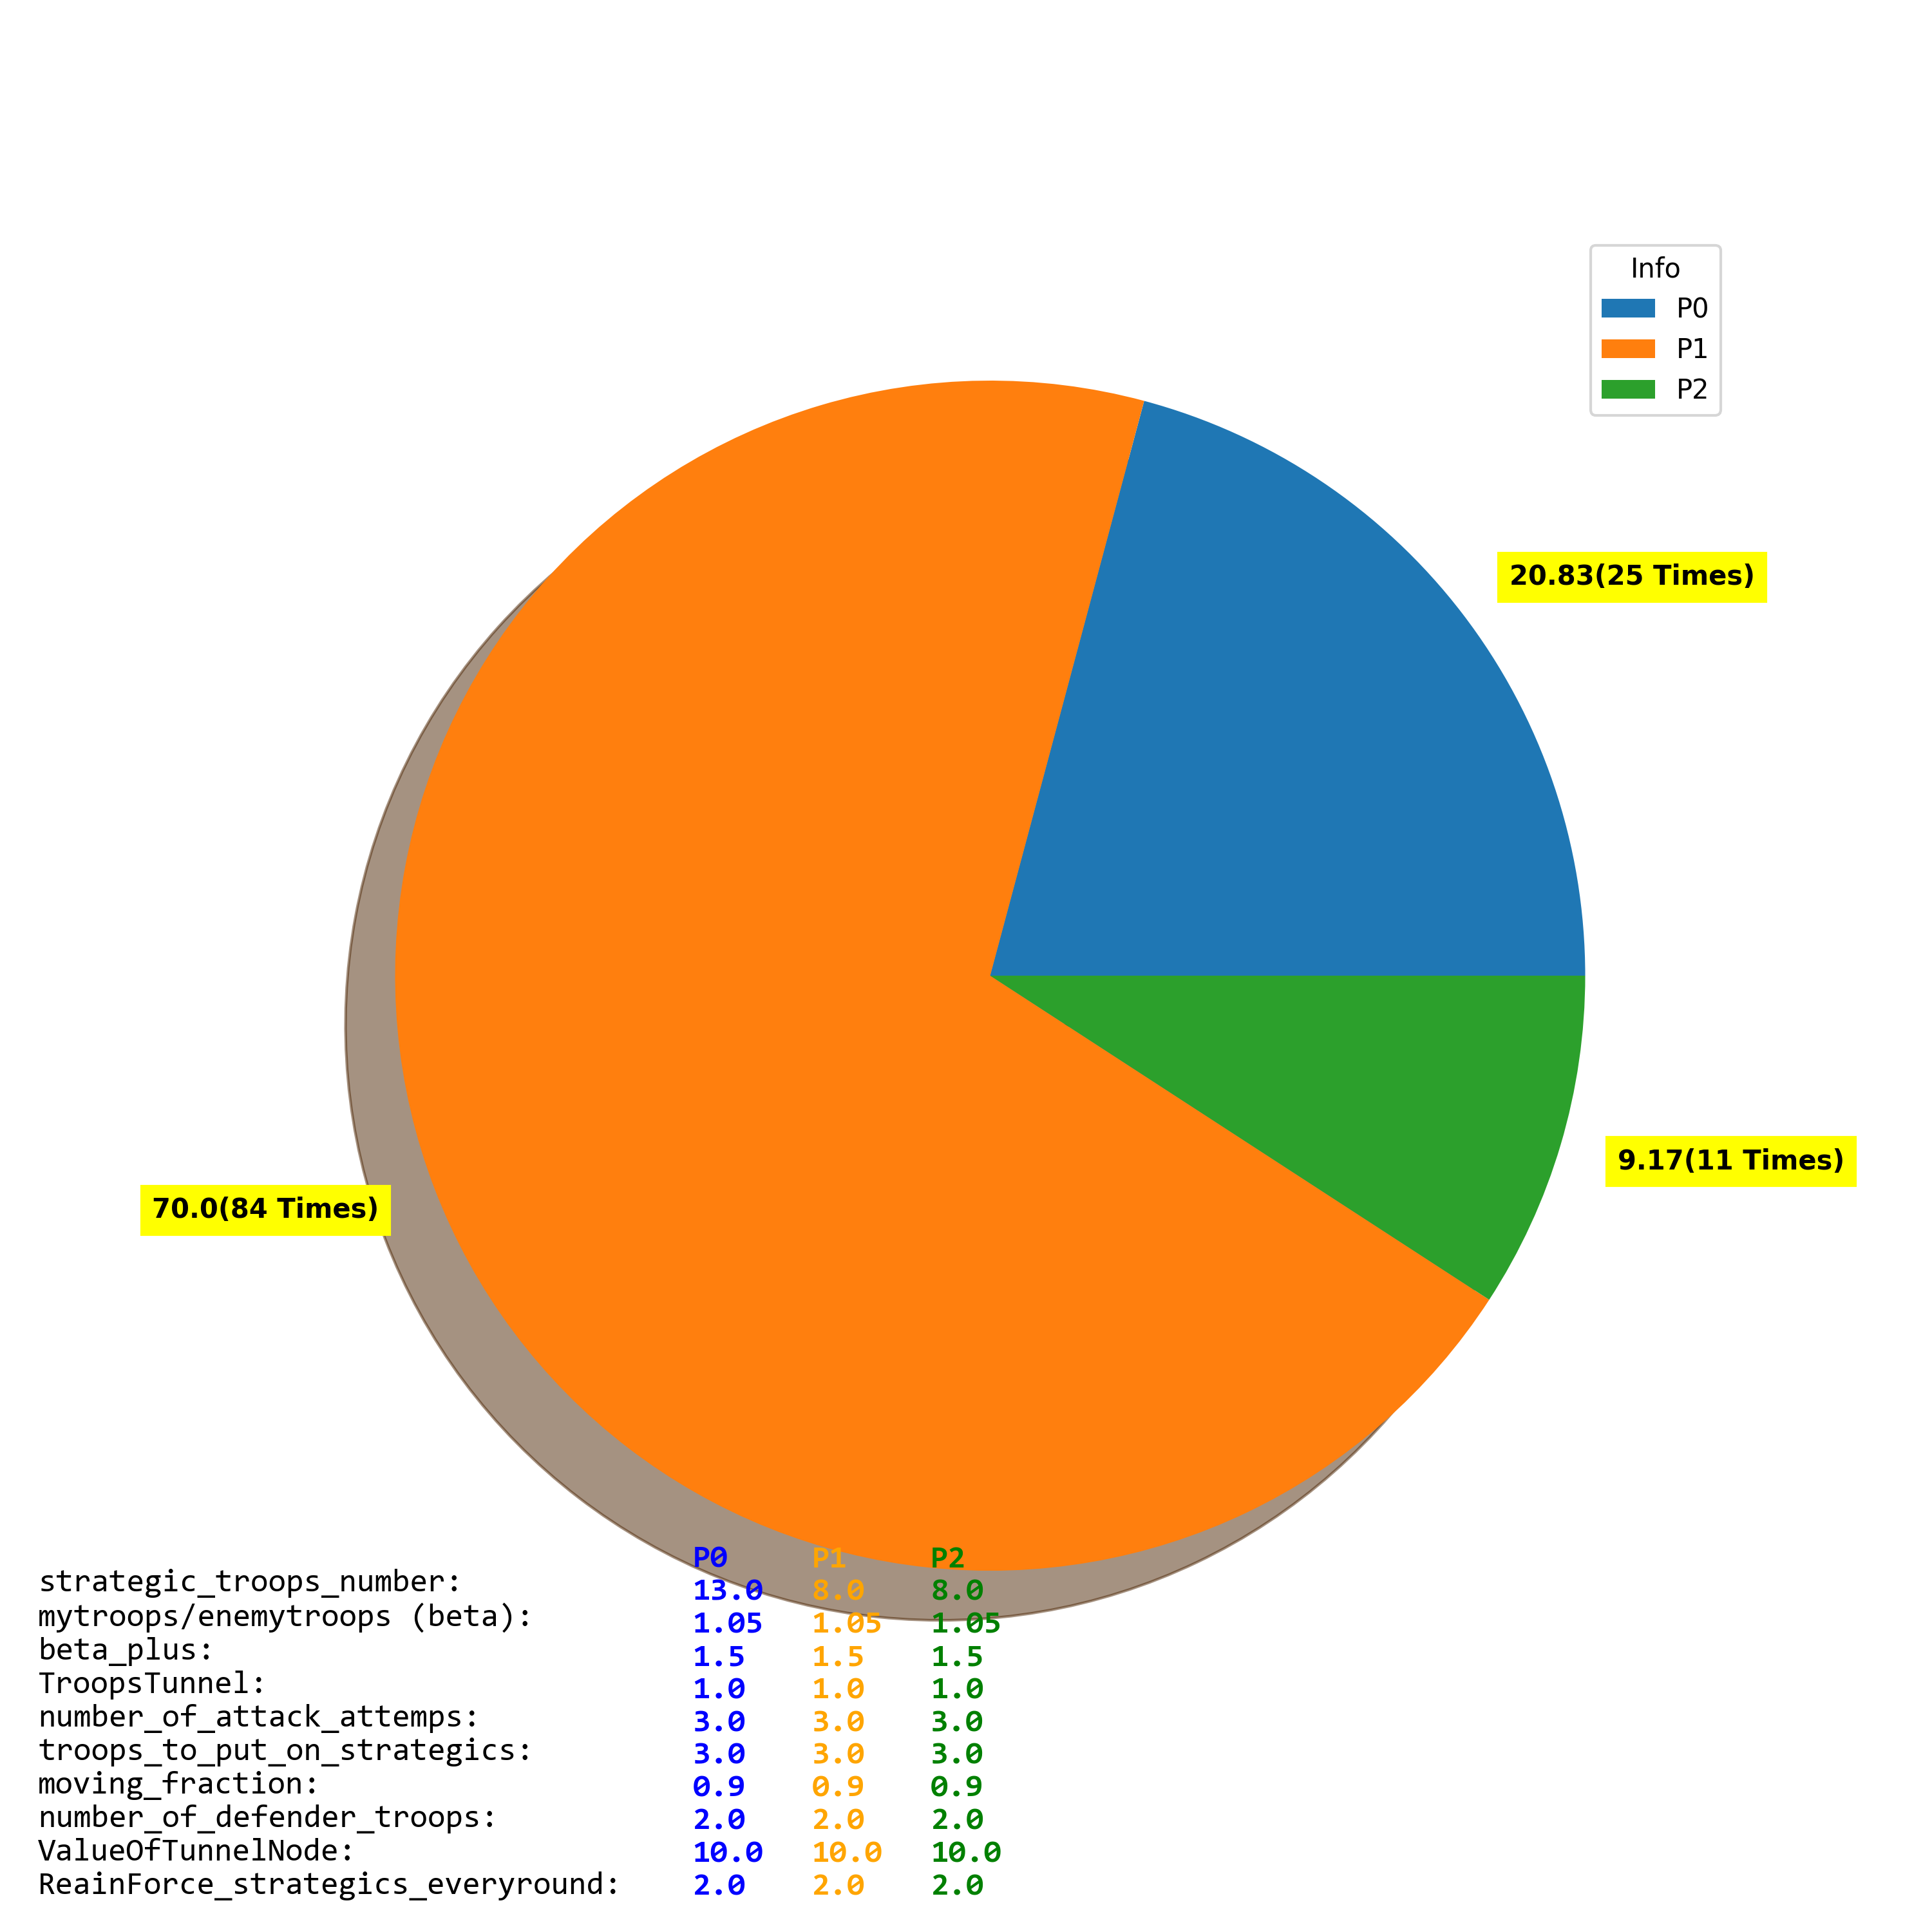 Info
P0
P1
P2
20.83(25 Times)
9.17(11 Times)
70.0(84 Times)
P0 P1 P2
strategic_troops_number: 13.0 8.0 8.0
mytroops/enemytroops (beta): 1.05 1.05 1.05
beta_plus: 1.5 1.5 1.5
TroopsTunnel: 1.0 1.0 1.0
number_of_attack_attemps: 3.0 3.0 3.0
troops_to_put_on_strategics: 3.0 3.0 3.0
moving_fraction: 0.9 0.9 0.9
number_of_defender_troops: 2.0 2.0 2.0
ValueOfTunnelNode: 10.0 10.0 10.0
ReainForce_strategics_everyround: 2.0 2.0 2.0